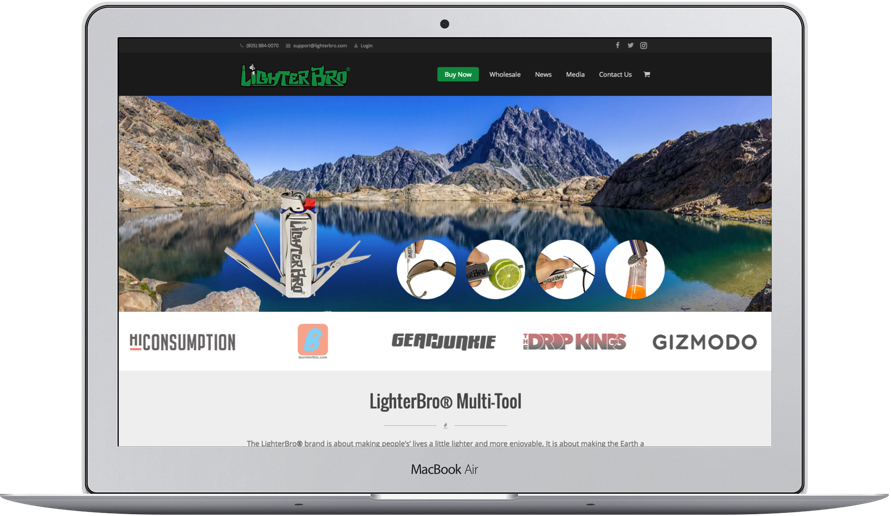 (805) 884-0070 support@lighterbro.com Login
LIGHTERBRO®
Buy Now Wholesale News Media Contact Us
LIGHTERBRO
HICONSUMPTION
B
GEARJUNKIE
THE DROP KINGS
GIZMODO
LighterBro® Multi-Tool
The LighterBro® brand is about making people's' lives a little lighter and more enjoyable. It is about making the Earth a
MacBook Air